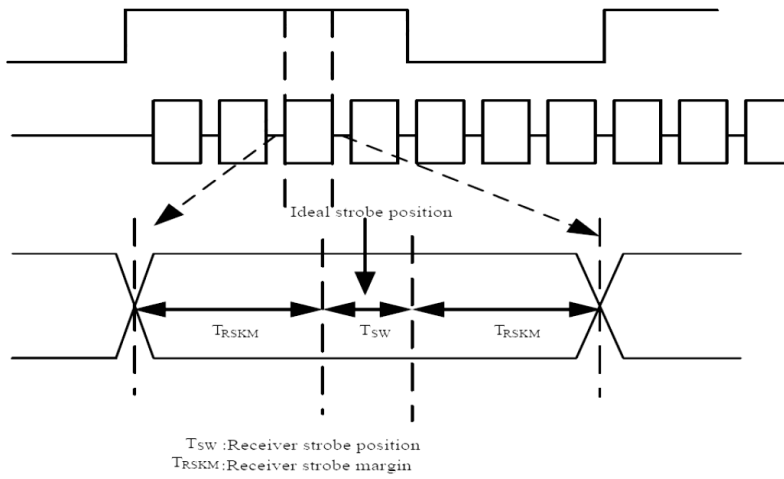 Ideal strobe position
TRSKM TSW TRSKM
TSW :Receiver strobe position
TRSKM:Receiver strobe margin